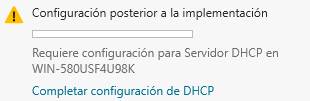 Configuración posterior a la implementación
Requiere configuración para Servidor DHCP en
WIN-580USF4U98K
Completar configuración de DHCP